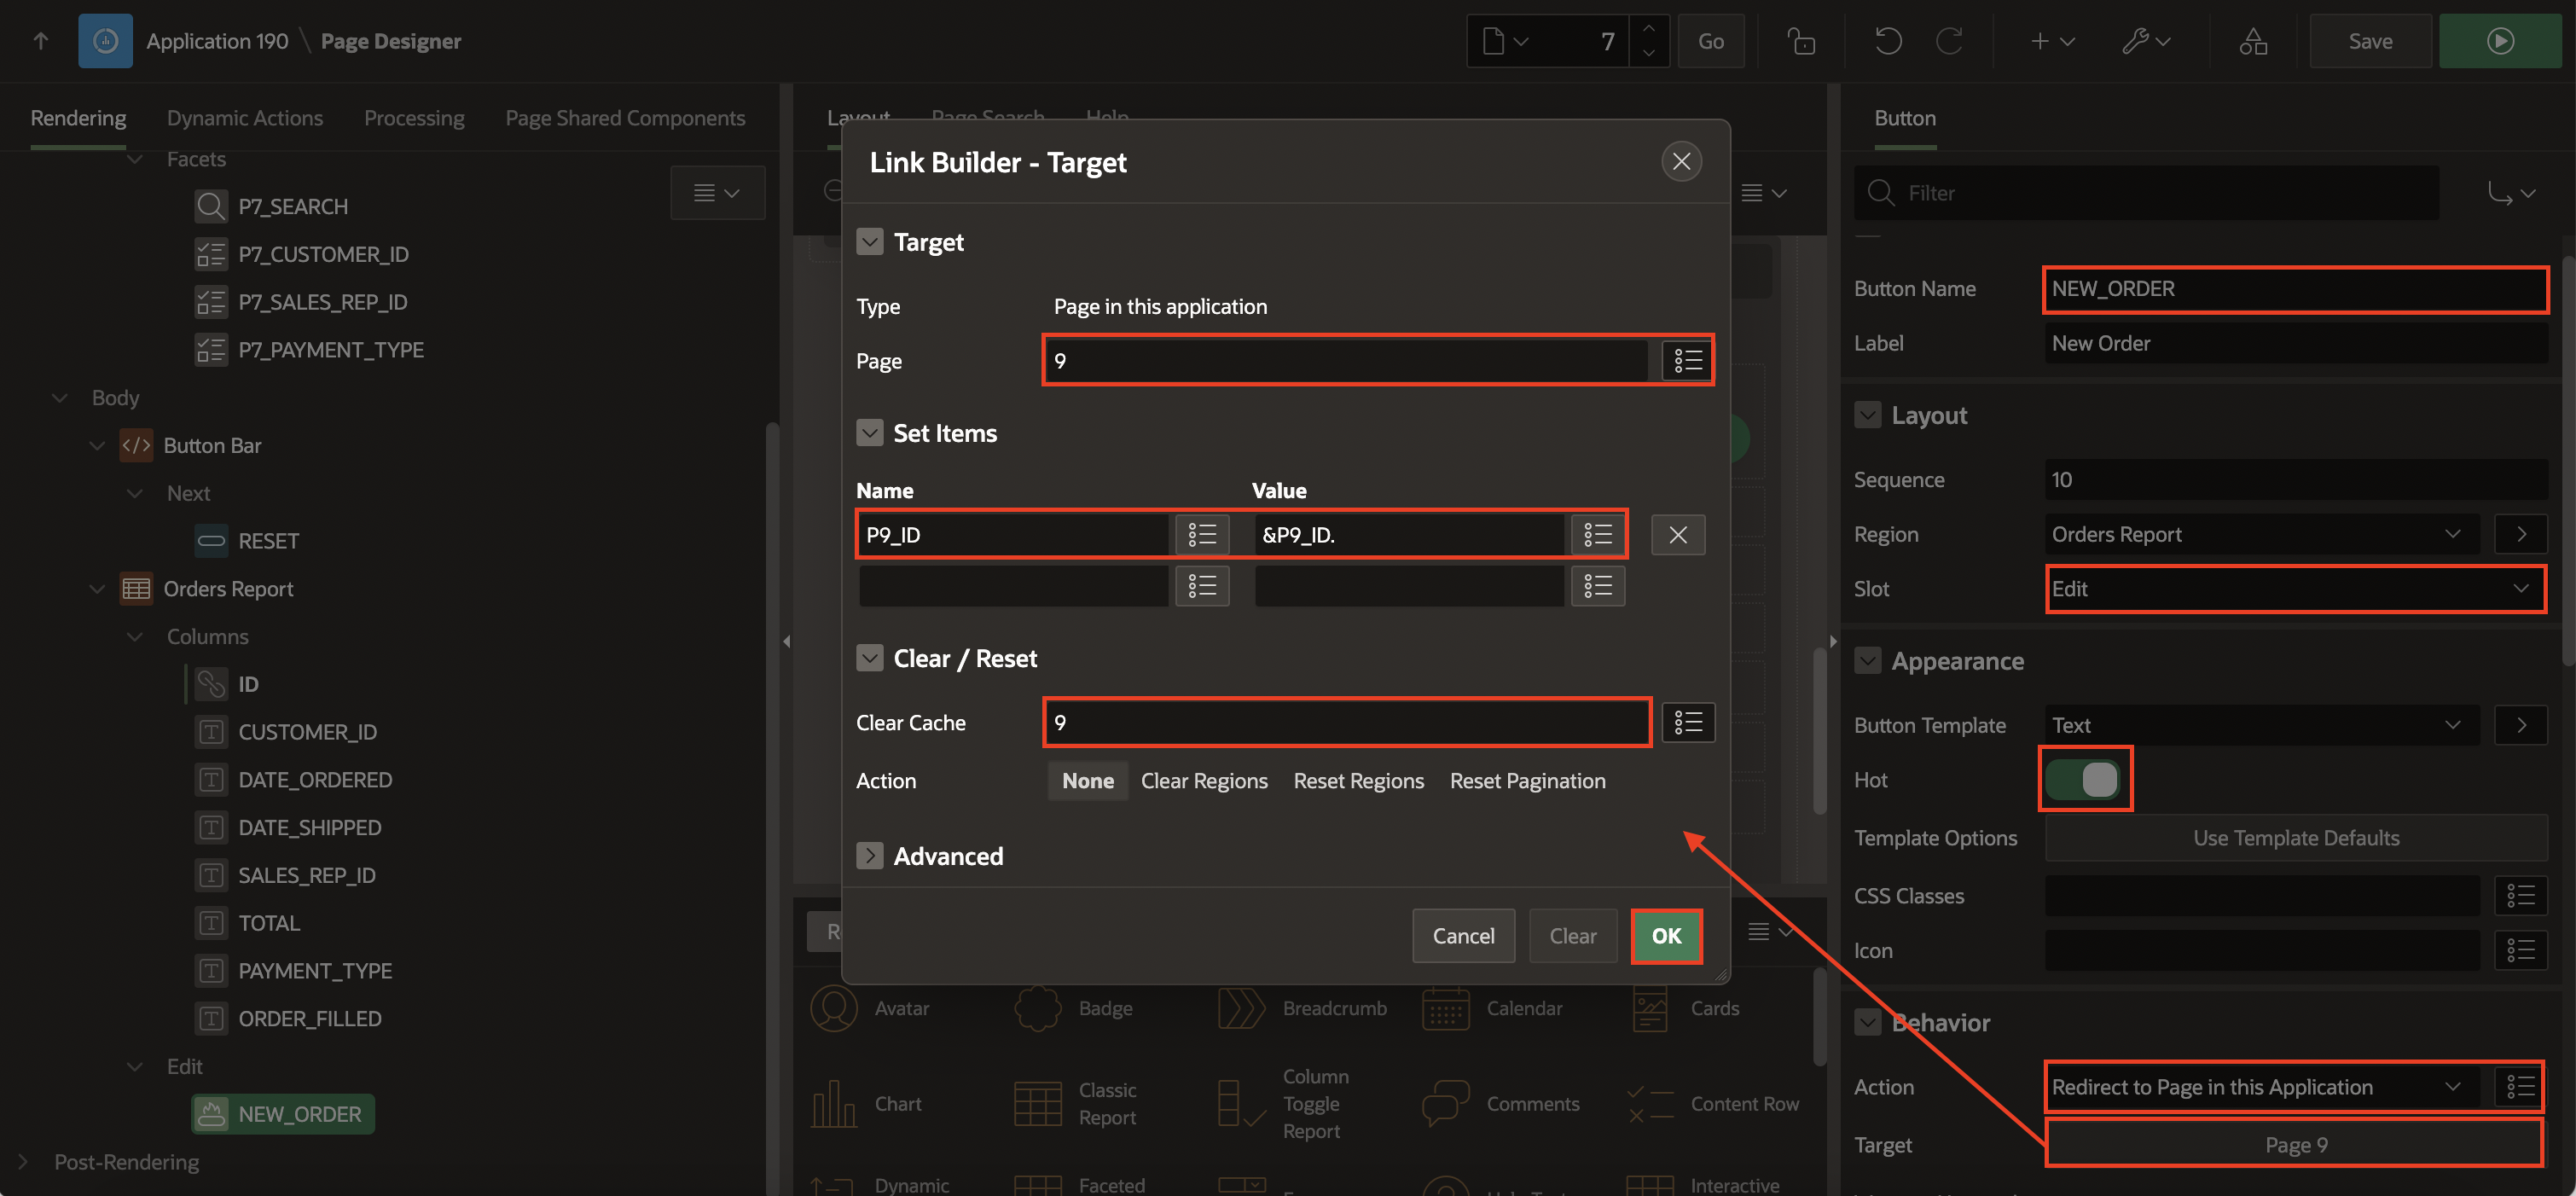 Application 190 \ Page Designer
7
Go
Save
Rendering
Dynamic Actions
Processing
Page Shared Components
Facets
P7_SEARCH
P7_CUSTOMER_ID
P7_SALES_REP_ID
P7_PAYMENT_TYPE
Body
Button Bar
Next
RESET
Orders Report
Columns
ID
CUSTOMER_ID
DATE_ORDERED
DATE_SHIPPED
SALES_REP_ID
TOTAL
PAYMENT_TYPE
ORDER_FILLED
Edit
NEW_ORDER
Post-Rendering
Layout
Page Search
Help
Link Builder - Target
Target
Type
Page in this application
Page
9
Set Items
Name
Value
P9_ID
&P9_ID.
Clear / Reset
Clear Cache
9
Action
None
Clear Regions
Reset Regions
Reset Pagination
Advanced
Cancel
Clear
OK
Avatar
Badge
Breadcrumb
Calendar
Cards
Chart
Classic
Report
Column
Toggle
Report
Comments
Content Row
Dynamic
Faceted
Interactive
Button
Filter
Button Name
NEW_ORDER
Label
New Order
Layout
Sequence
10
Region
Orders Report
Slot
Edit
Appearance
Button Template
Text
Hot
Template Options
Use Template Defaults
CSS Classes
Icon
Behavior
Action
Redirect to Page in this Application
Target
Page 9